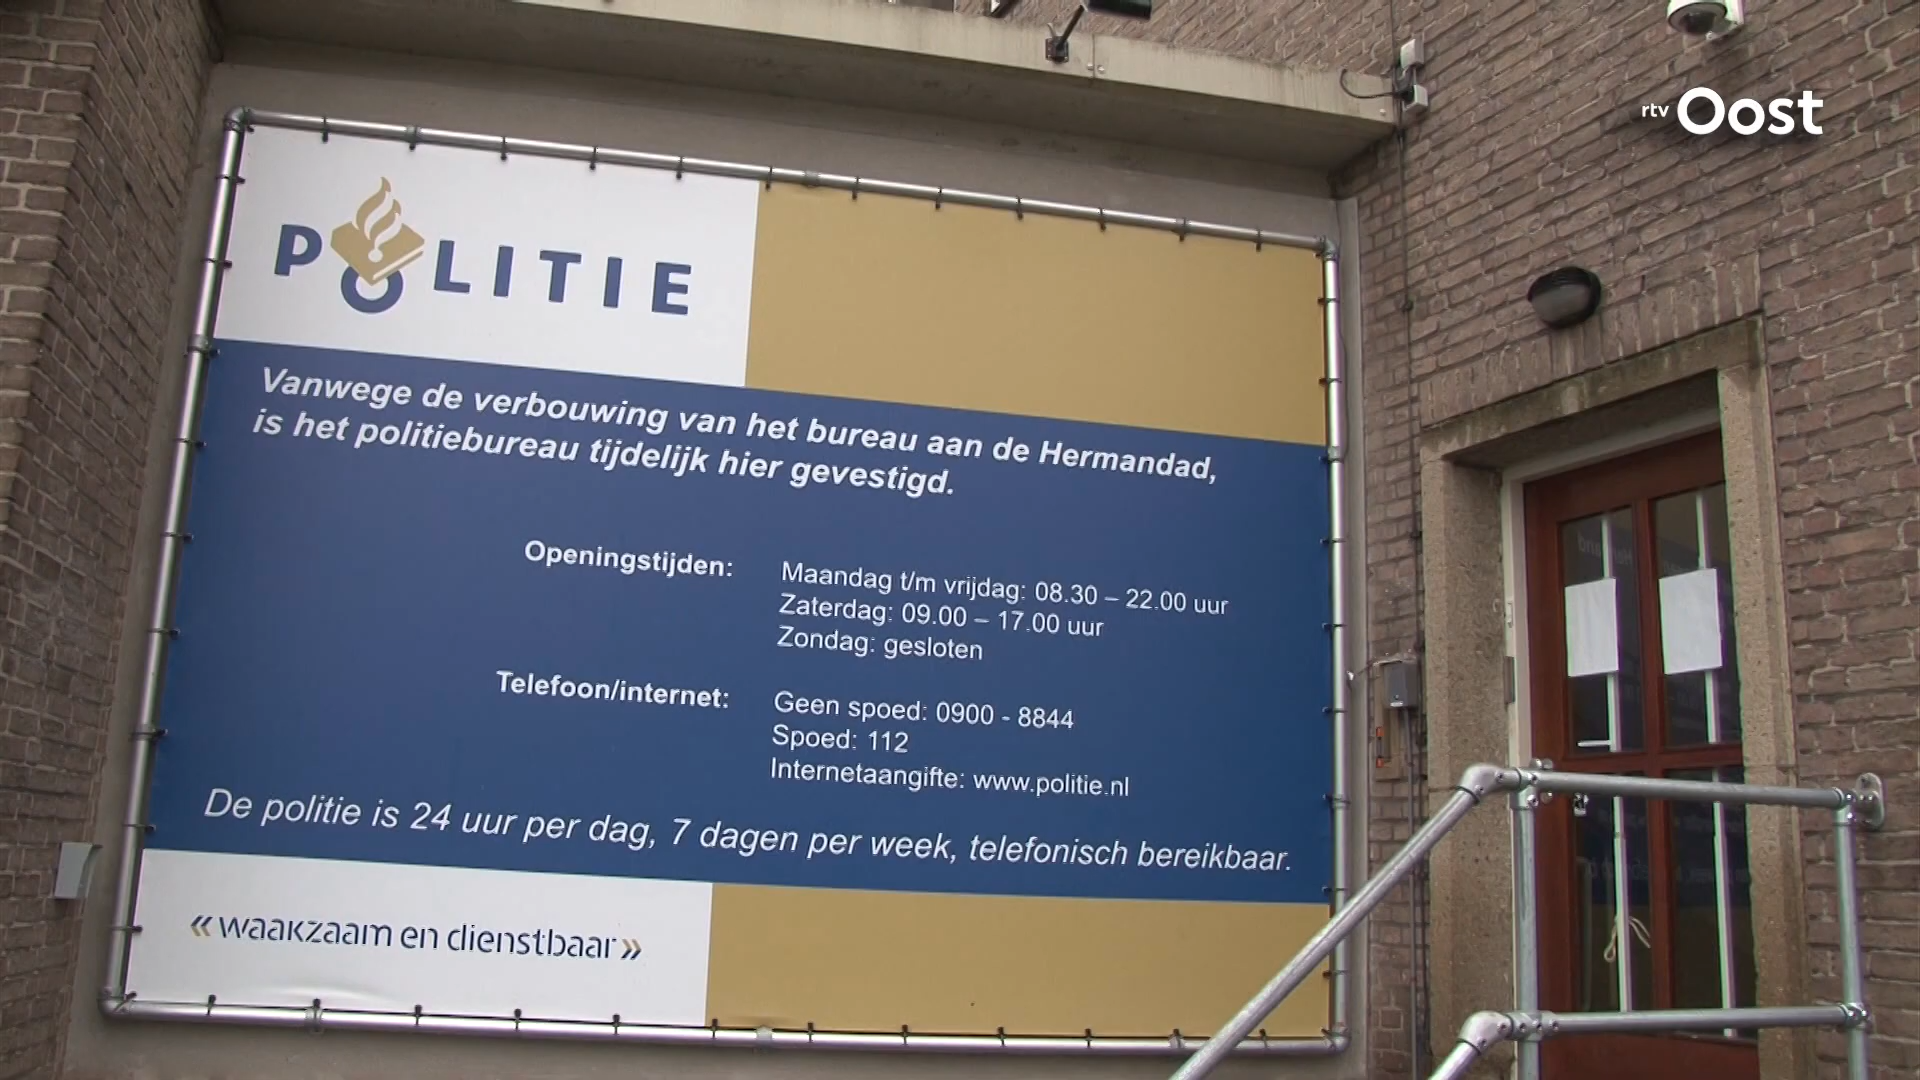 rtv Oost
POLITIE
Vanwege de verbouwing van het bureau aan de Hermandad,
is het politiebureau tijdelijk hier gevestigd.
Openingstijden:
Maandag t/m vrijdag: 08.30 – 22.00 uur
Zaterdag: 09.00 – 17.00 uur
Zondag: gesloten
Telefoon/internet:
Geen spoed: 0900 - 8844
Spoed: 112
Internetaangifte: www.politie.nl
De politie is 24 uur per dag, 7 dagen per week, telefonisch bereikbaar.
«waakzaam en dienstbaar»